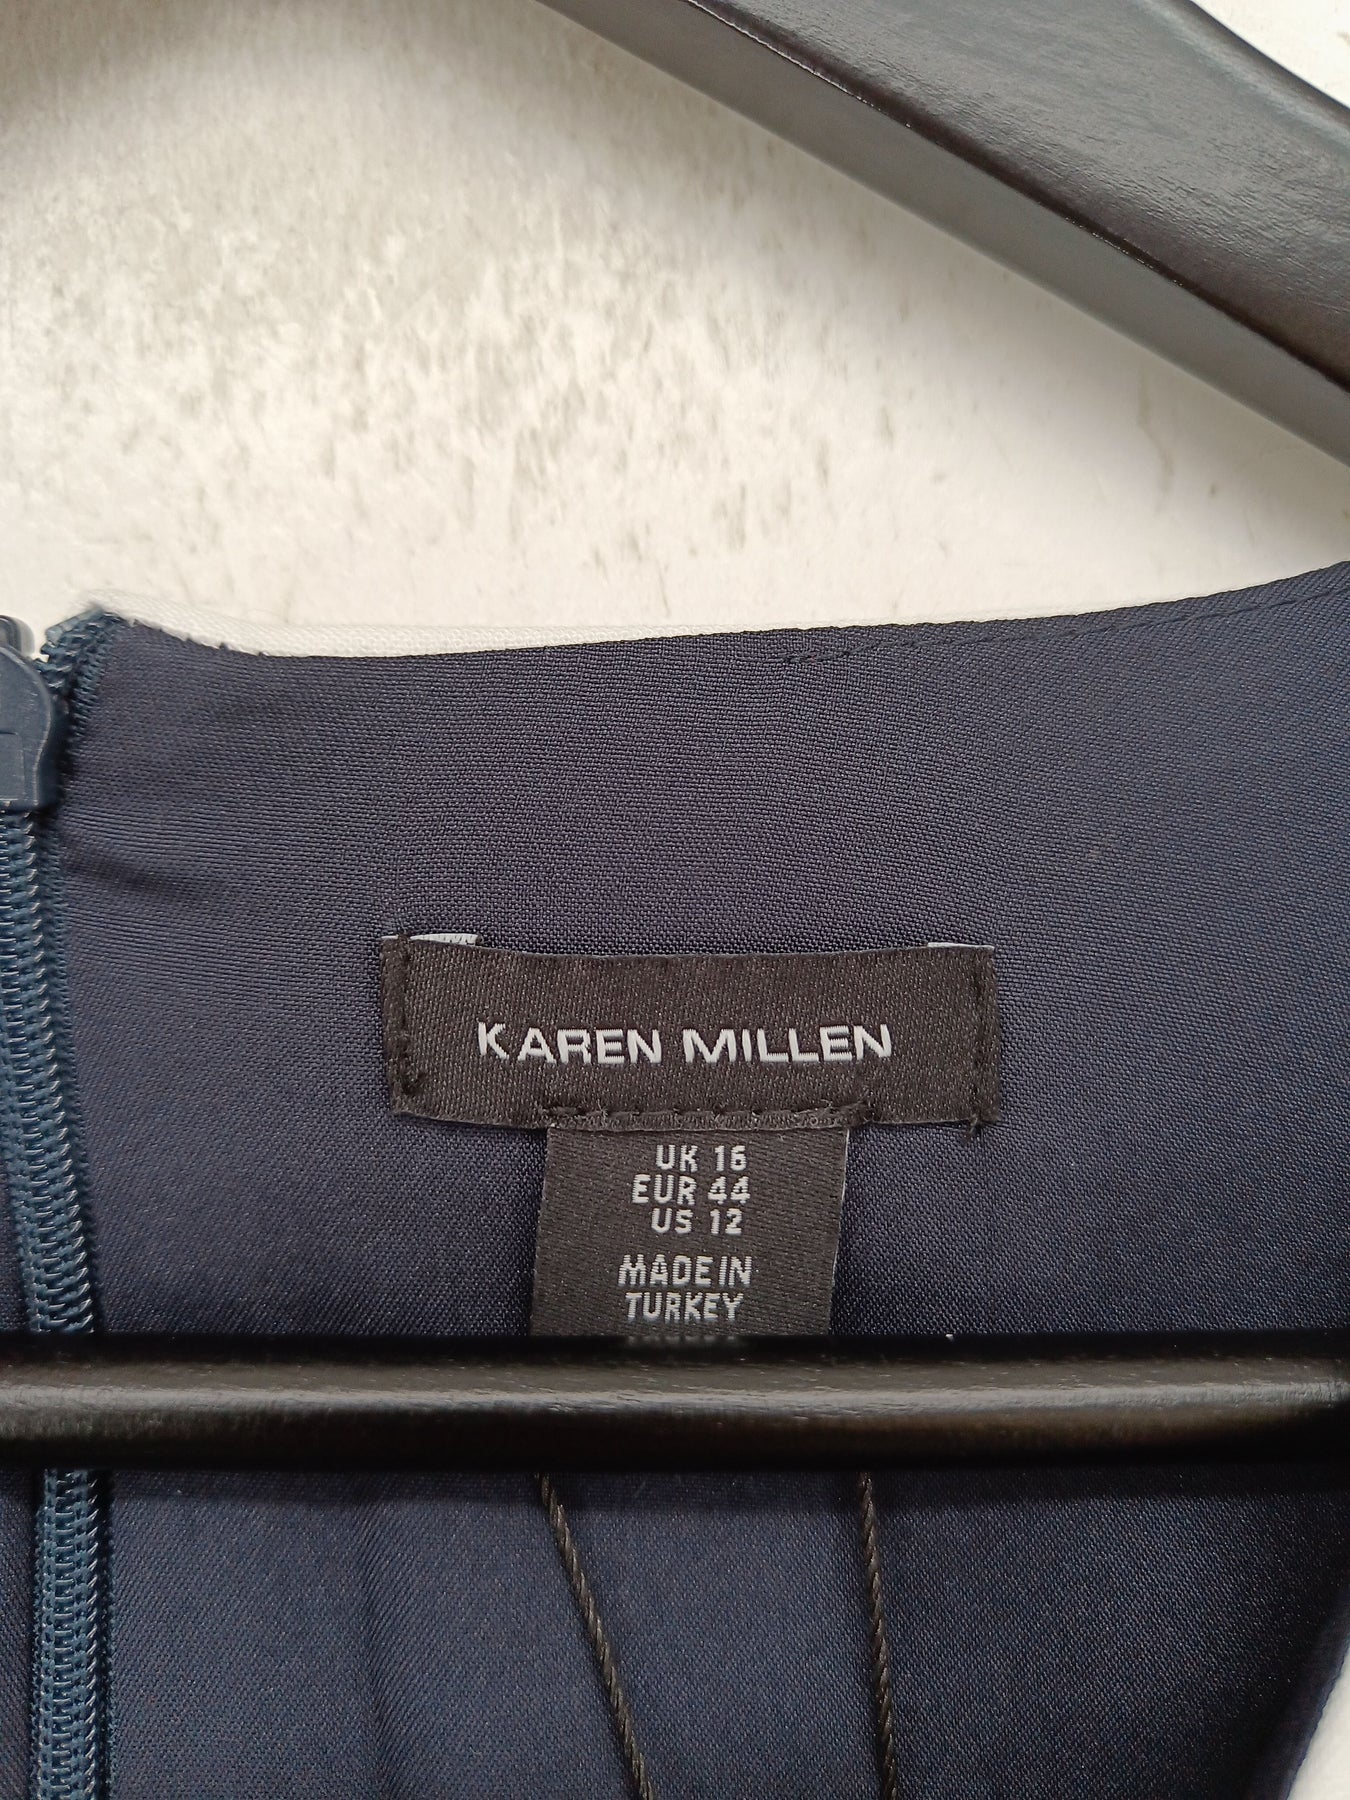 KAREN MILLEN
UK 16
EUR 44
US 12
MADE IN
TURKEY